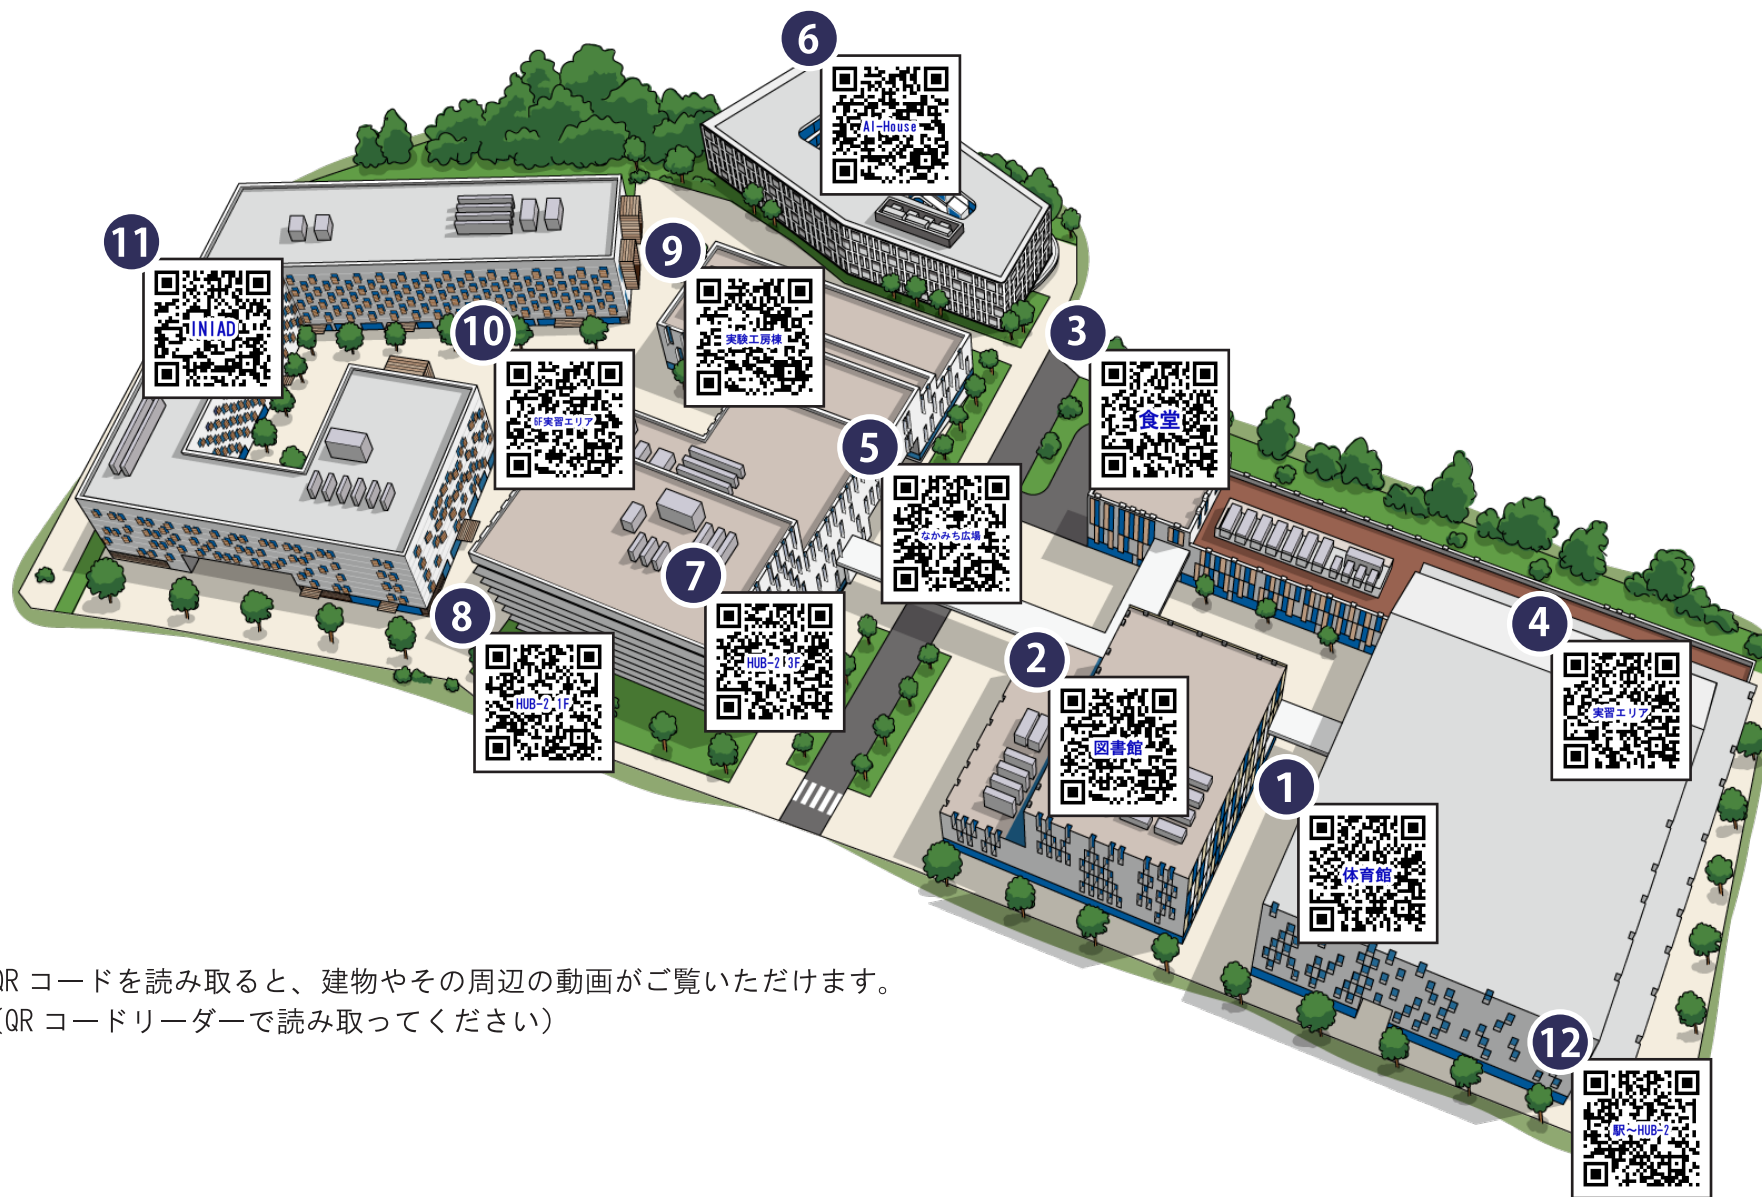 6
AI-House
11
INIAD
9
実験工房棟
10
6F実習エリア
3
食堂
5
なかみち広場
7
HUB-2 3F
8
HUB-2 1F
4
実習エリア
2
図書館
1
体育館
QRコードを読み取ると、建物やその周辺の動画がご覧いただけます。
(QRコードリーダーで読み取ってください)
12
駅～HUB-2